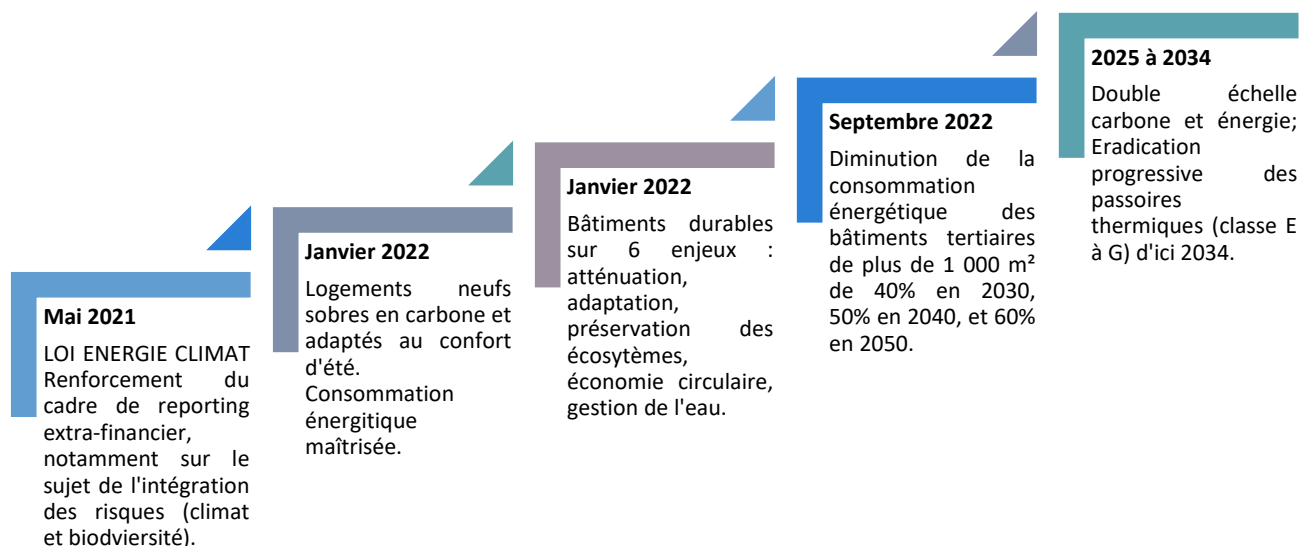 Mai 2021
LOI ENERGIE CLIMAT
Renforcement du
cadre de reporting
extra-financier,
notamment sur le
sujet de l'intégration
des risques (climat
et biodviersité).
Janvier 2022
Logements neufs
sobres en carbone et
adaptés au confort
d'été.
Consommation
énergitique
maîtrisée.
Janvier 2022
Bâtiments durables
sur 6 enjeux :
atténuation,
adaptation,
préservation des
écosytèmes,
économie circulaire,
gestion de l'eau.
Septembre 2022
Diminution de la
consommation
énergétique des
bâtiments tertiaires
de plus de 1 000 m²
de 40% en 2030,
50% en 2040, et 60%
en 2050.
2025 à 2034
Double échelle
carbone et énergie;
Eradication
progressive des
passoires
thermiques (classe E
à G) d'ici 2034.